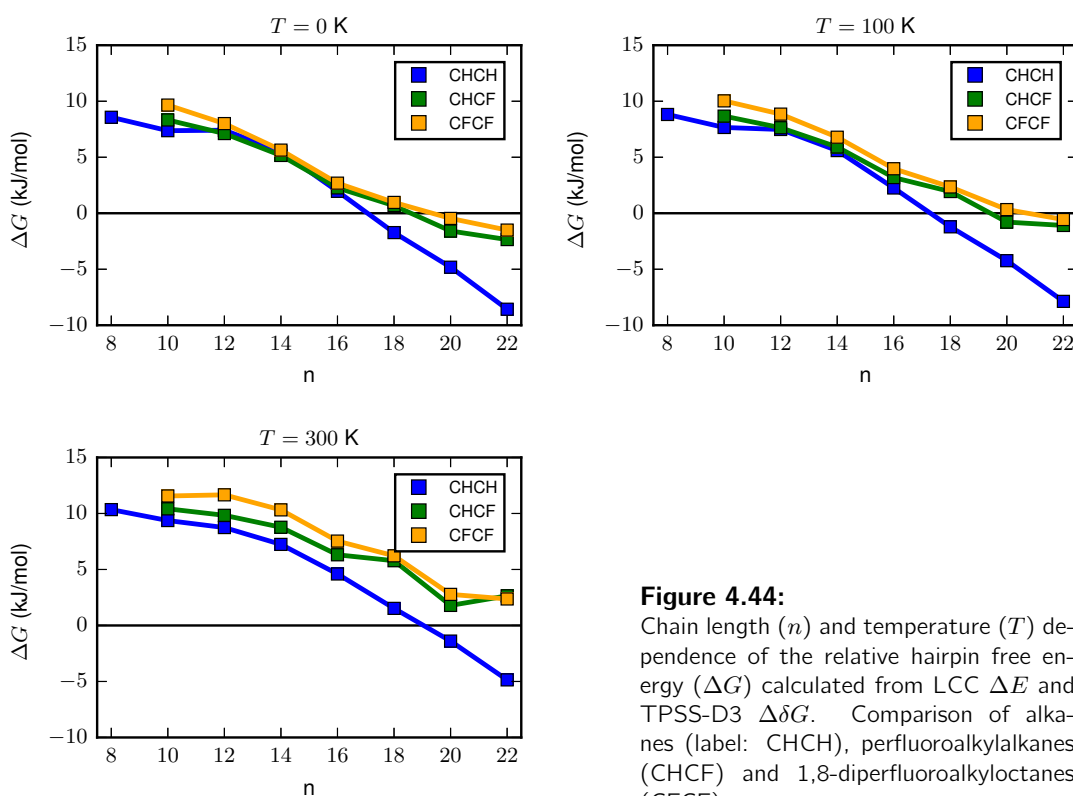 T = 0 K
15
10
5
0
−5
−10
ΔG (kJ/mol)
CHCH
CHCF
CFCF
8 10 12 14 16 18 20 22
n
T = 100 K
15
10
5
0
−5
−10
ΔG (kJ/mol)
CHCH
CHCF
CFCF
8 10 12 14 16 18 20 22
n
T = 300 K
15
10
5
0
−5
−10
ΔG (kJ/mol)
CHCH
CHCF
CFCF
8 10 12 14 16 18 20 22
n
Figure 4.44:
Chain length (n) and temperature (T) de-
pendence of the relative hairpin free en-
ergy (ΔG) calculated from LCC ΔE and
TPSS-D3 ΔδG. Comparison of alka-
nes (label: CHCH), perfluoroalkylalkanes
(CHCF) and 1,8-diperfluoroalkyloctanes